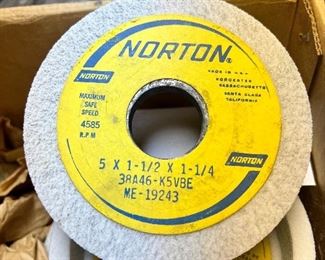 NORTON®
NORTON
MAXIMUM
SAFE
SPEED
4585
R.P.M
MADE IN U.S.A.
WORCESTER
MASSACHUSETTS
SANTA CLARA
CALIFORNIA
NORTON
5 X 1-1/2 X 1-1/4
38A46-K5VBE
ME-19243